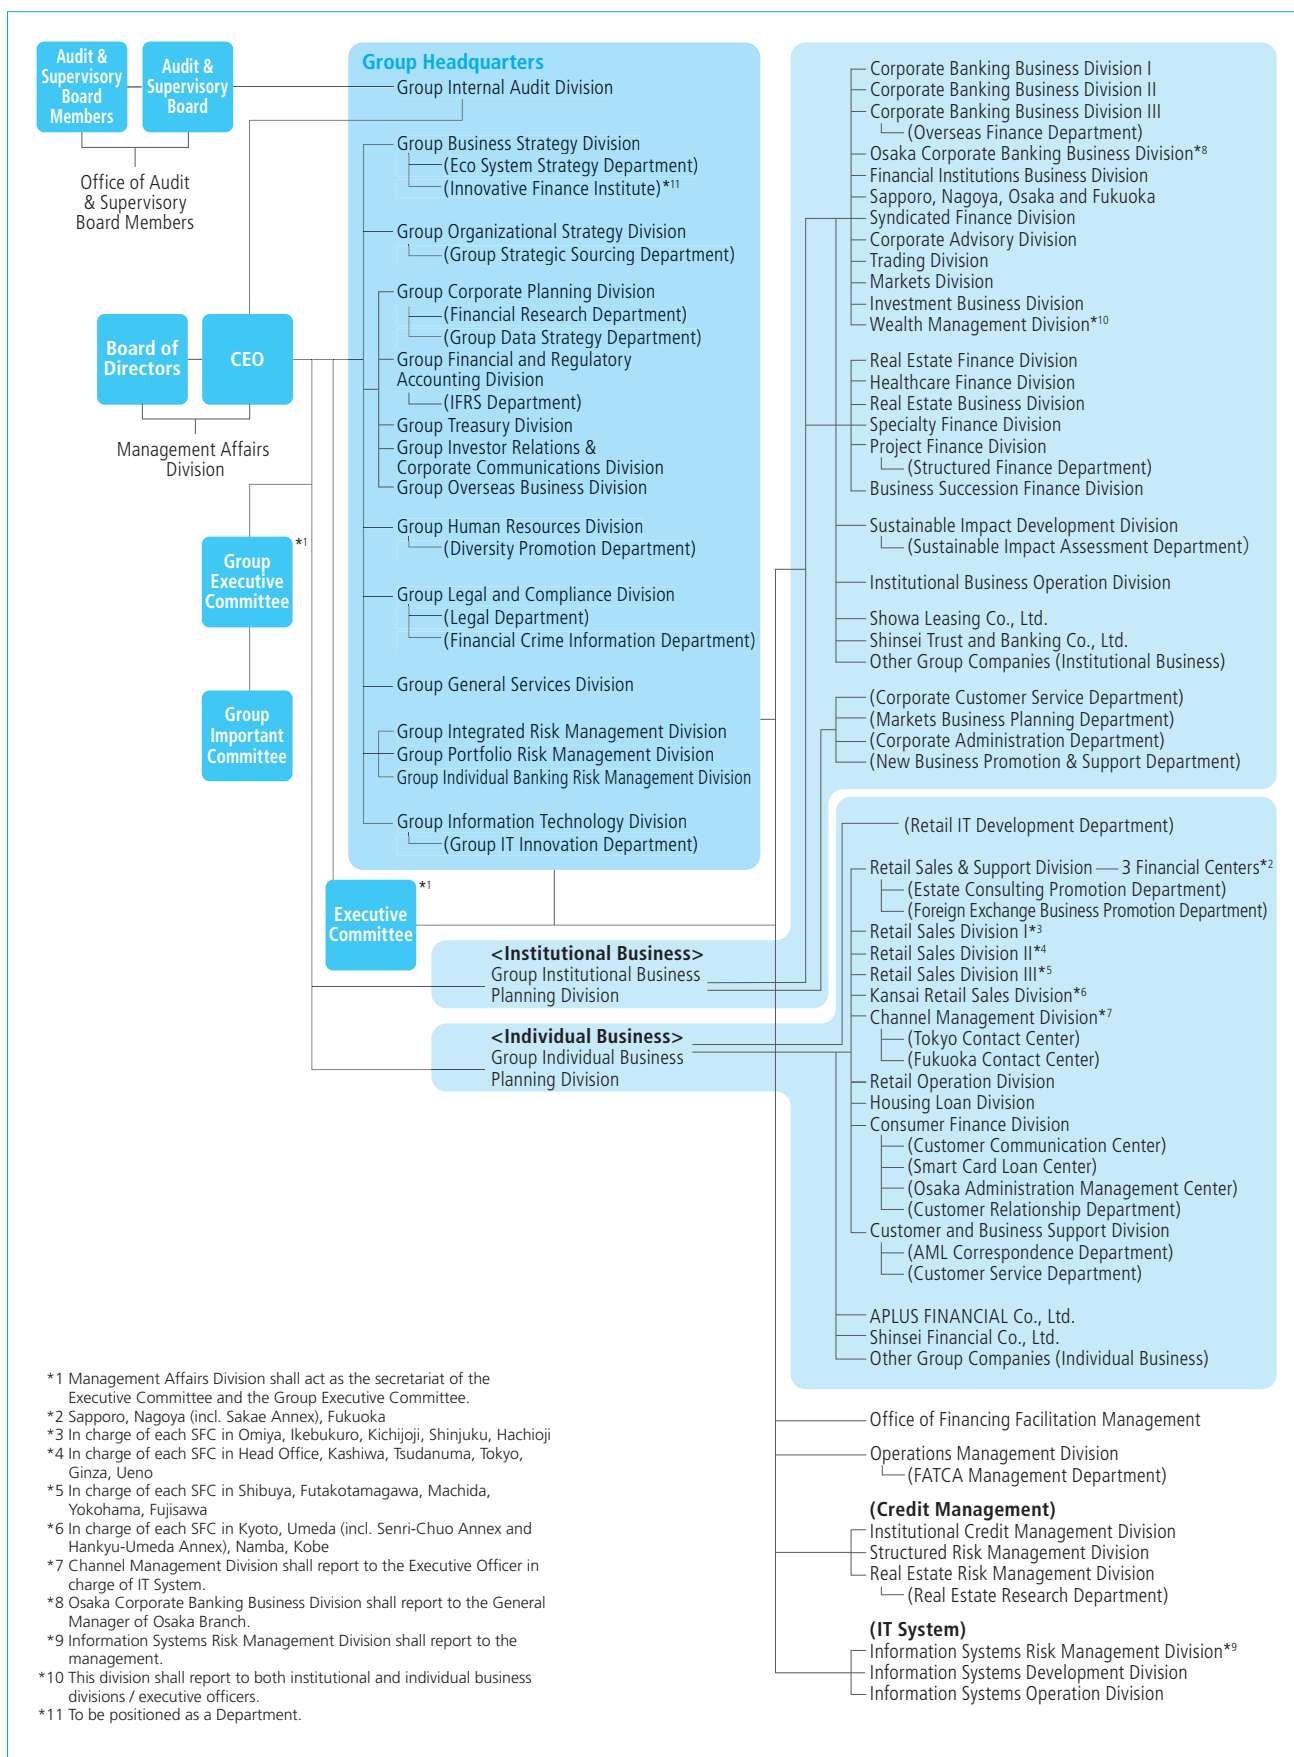 Audit &
Supervisory
Board
Members
Audit &
Supervisory
Board
Office of Audit
& Supervisory
Board Members
Board of
Directors
CEO
Management Affairs
Division
Group
Executive
Committee
*1
Group
Important
Committee
Group Headquarters
Group Internal Audit Division
Group Business Strategy Division
(Eco System Strategy Department)
(Innovative Finance Institute)*11
Group Organizational Strategy Division
(Group Strategic Sourcing Department)
Group Corporate Planning Division
(Financial Research Department)
(Group Data Strategy Department)
Group Financial and Regulatory
Accounting Division
(IFRS Department)
Group Treasury Division
Group Investor Relations &
Corporate Communications Division
Group Overseas Business Division
Group Human Resources Division
(Diversity Promotion Department)
Group Legal and Compliance Division
(Legal Department)
(Financial Crime Information Department)
Group General Services Division
Group Integrated Risk Management Division
Group Portfolio Risk Management Division
Group Individual Banking Risk Management Division
Group Information Technology Division
(Group IT Innovation Department)
Executive
Committee
*1
<Institutional Business>
Group Institutional Business
Planning Division
<Individual Business>
Group Individual Business
Planning Division
Corporate Banking Business Division I
Corporate Banking Business Division II
Corporate Banking Business Division III
(Overseas Finance Department)
Osaka Corporate Banking Business Division*8
Financial Institutions Business Division
Sapporo, Nagoya, Osaka and Fukuoka
Syndicated Finance Division
Corporate Advisory Division
Trading Division
Markets Division
Investment Business Division
Wealth Management Division*10
Real Estate Finance Division
Healthcare Finance Division
Real Estate Business Division
Specialty Finance Division
Project Finance Division
(Structured Finance Department)
Business Succession Finance Division
Sustainable Impact Development Division
(Sustainable Impact Assessment Department)
Institutional Business Operation Division
Showa Leasing Co., Ltd.
Shinsei Trust and Banking Co., Ltd.
Other Group Companies (Institutional Business)
(Corporate Customer Service Department)
(Markets Business Planning Department)
(Corporate Administration Department)
(New Business Promotion & Support Department)
(Retail IT Development Department)
Retail Sales & Support Division 3 Financial Centers*2
(Estate Consulting Promotion Department)
(Foreign Exchange Business Promotion Department)
Retail Sales Division I*3
Retail Sales Division II*4
Retail Sales Division III*5
Kansai Retail Sales Division*6
Channel Management Division*7
(Tokyo Contact Center)
(Fukuoka Contact Center)
Retail Operation Division
Housing Loan Division
Consumer Finance Division
(Customer Communication Center)
(Smart Card Loan Center)
(Osaka Administration Management Center)
(Customer Relationship Department)
Customer and Business Support Division
(AML Correspondence Department)
(Customer Service Department)
APLUS FINANCIAL Co., Ltd.
Shinsei Financial Co., Ltd.
Other Group Companies (Individual Business)
Office of Financing Facilitation Management
Operations Management Division
(FATCA Management Department)
(Credit Management)
Institutional Credit Management Division
Structured Risk Management Division
Real Estate Risk Management Division
(Real Estate Research Department)
(IT System)
Information Systems Risk Management Division*9
Information Systems Development Division
Information Systems Operation Division
*1 Management Affairs Division shall act as the secretariat of the
Executive Committee and the Group Executive Committee.
*2 Sapporo, Nagoya (incl. Sakae Annex), Fukuoka
*3 In charge of each SFC in Omiya, Ikebukuro, Kichijoji, Shinjuku, Hachioji
*4 In charge of each SFC in Head Office, Kashiwa, Tsudanuma, Tokyo,
Ginza, Ueno
*5 In charge of each SFC in Shibuya, Futakotamagawa, Machida,
Yokohama, Fujisawa
*6 In charge of each SFC in Kyoto, Umeda (incl. Senri-Chuo Annex and
Hankyu-Umeda Annex), Namba, Kobe
*7 Channel Management Division shall report to the Executive Officer in
charge of IT System.
*8 Osaka Corporate Banking Business Division shall report to the General
Manager of Osaka Branch.
*9 Information Systems Risk Management Division shall report to the
management.
*10 This division shall report to both institutional and individual business
divisions / executive officers.
*11 To be positioned as a Department.